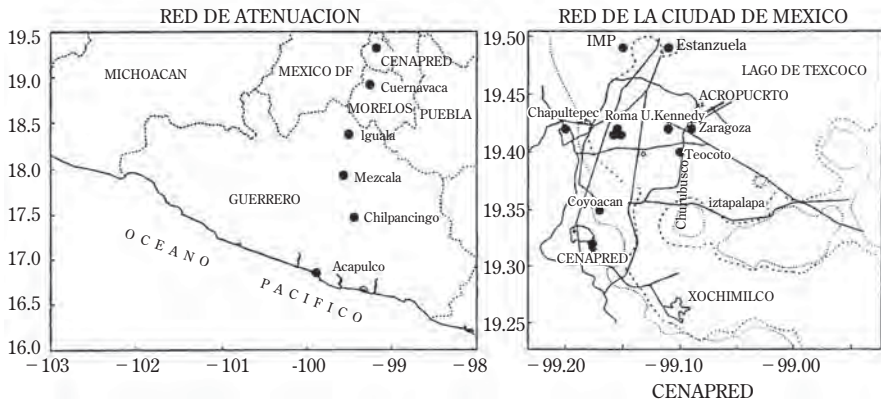 RED DE ATENUACION
19.5
19.0
18.5
18.0
17.5
17.0
16.5
16.0
MICHOACAN
MEXICO DF
CENAPRED
Cuernavaca
MORELOS
PUEBLA
Iguala
Mezcala
GUERRERO
Chilpancingo
OCEANO
Acapulco
PACIFICO
−103
−102
−101
-100
−99
−98
RED DE LA CIUDAD DE MEXICO
19.50
19.45
19.40
19.35
19.30
19.25
IMP
Estanzuela
LAGO DE TEXCOCO
ACROPUCRTO
Chapultepec
Roma
U.Kennedy
Zaragoza
Teocoto
Churubusco
Coyoacan
iztapalapa
CENAPRED
XOCHIMILCO
−99.20
−99.10
−99.00
CENAPRED